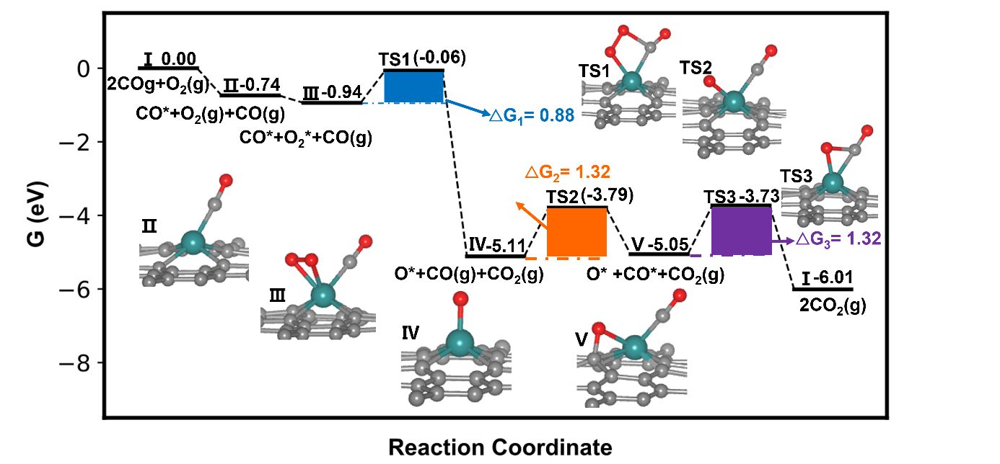 G (eV)
0
−2
−4
−6
−8
I 0.00
2COg+O₂(g)
II-0.74
CO*+O₂(g)+CO(g)
III-0.94
CO*+O₂*+CO(g)
TS1(-0.06)
△G₁= 0.88
IV-5.11
O*+CO(g)+CO₂(g)
△G₂= 1.32
TS2(-3.79)
V -5.05
O* +CO*+CO₂(g)
TS3-3.73
△G₃= 1.32
I-6.01
2CO₂(g)
TS1
TS2
TS3
II
III
IV
V
Reaction Coordinate